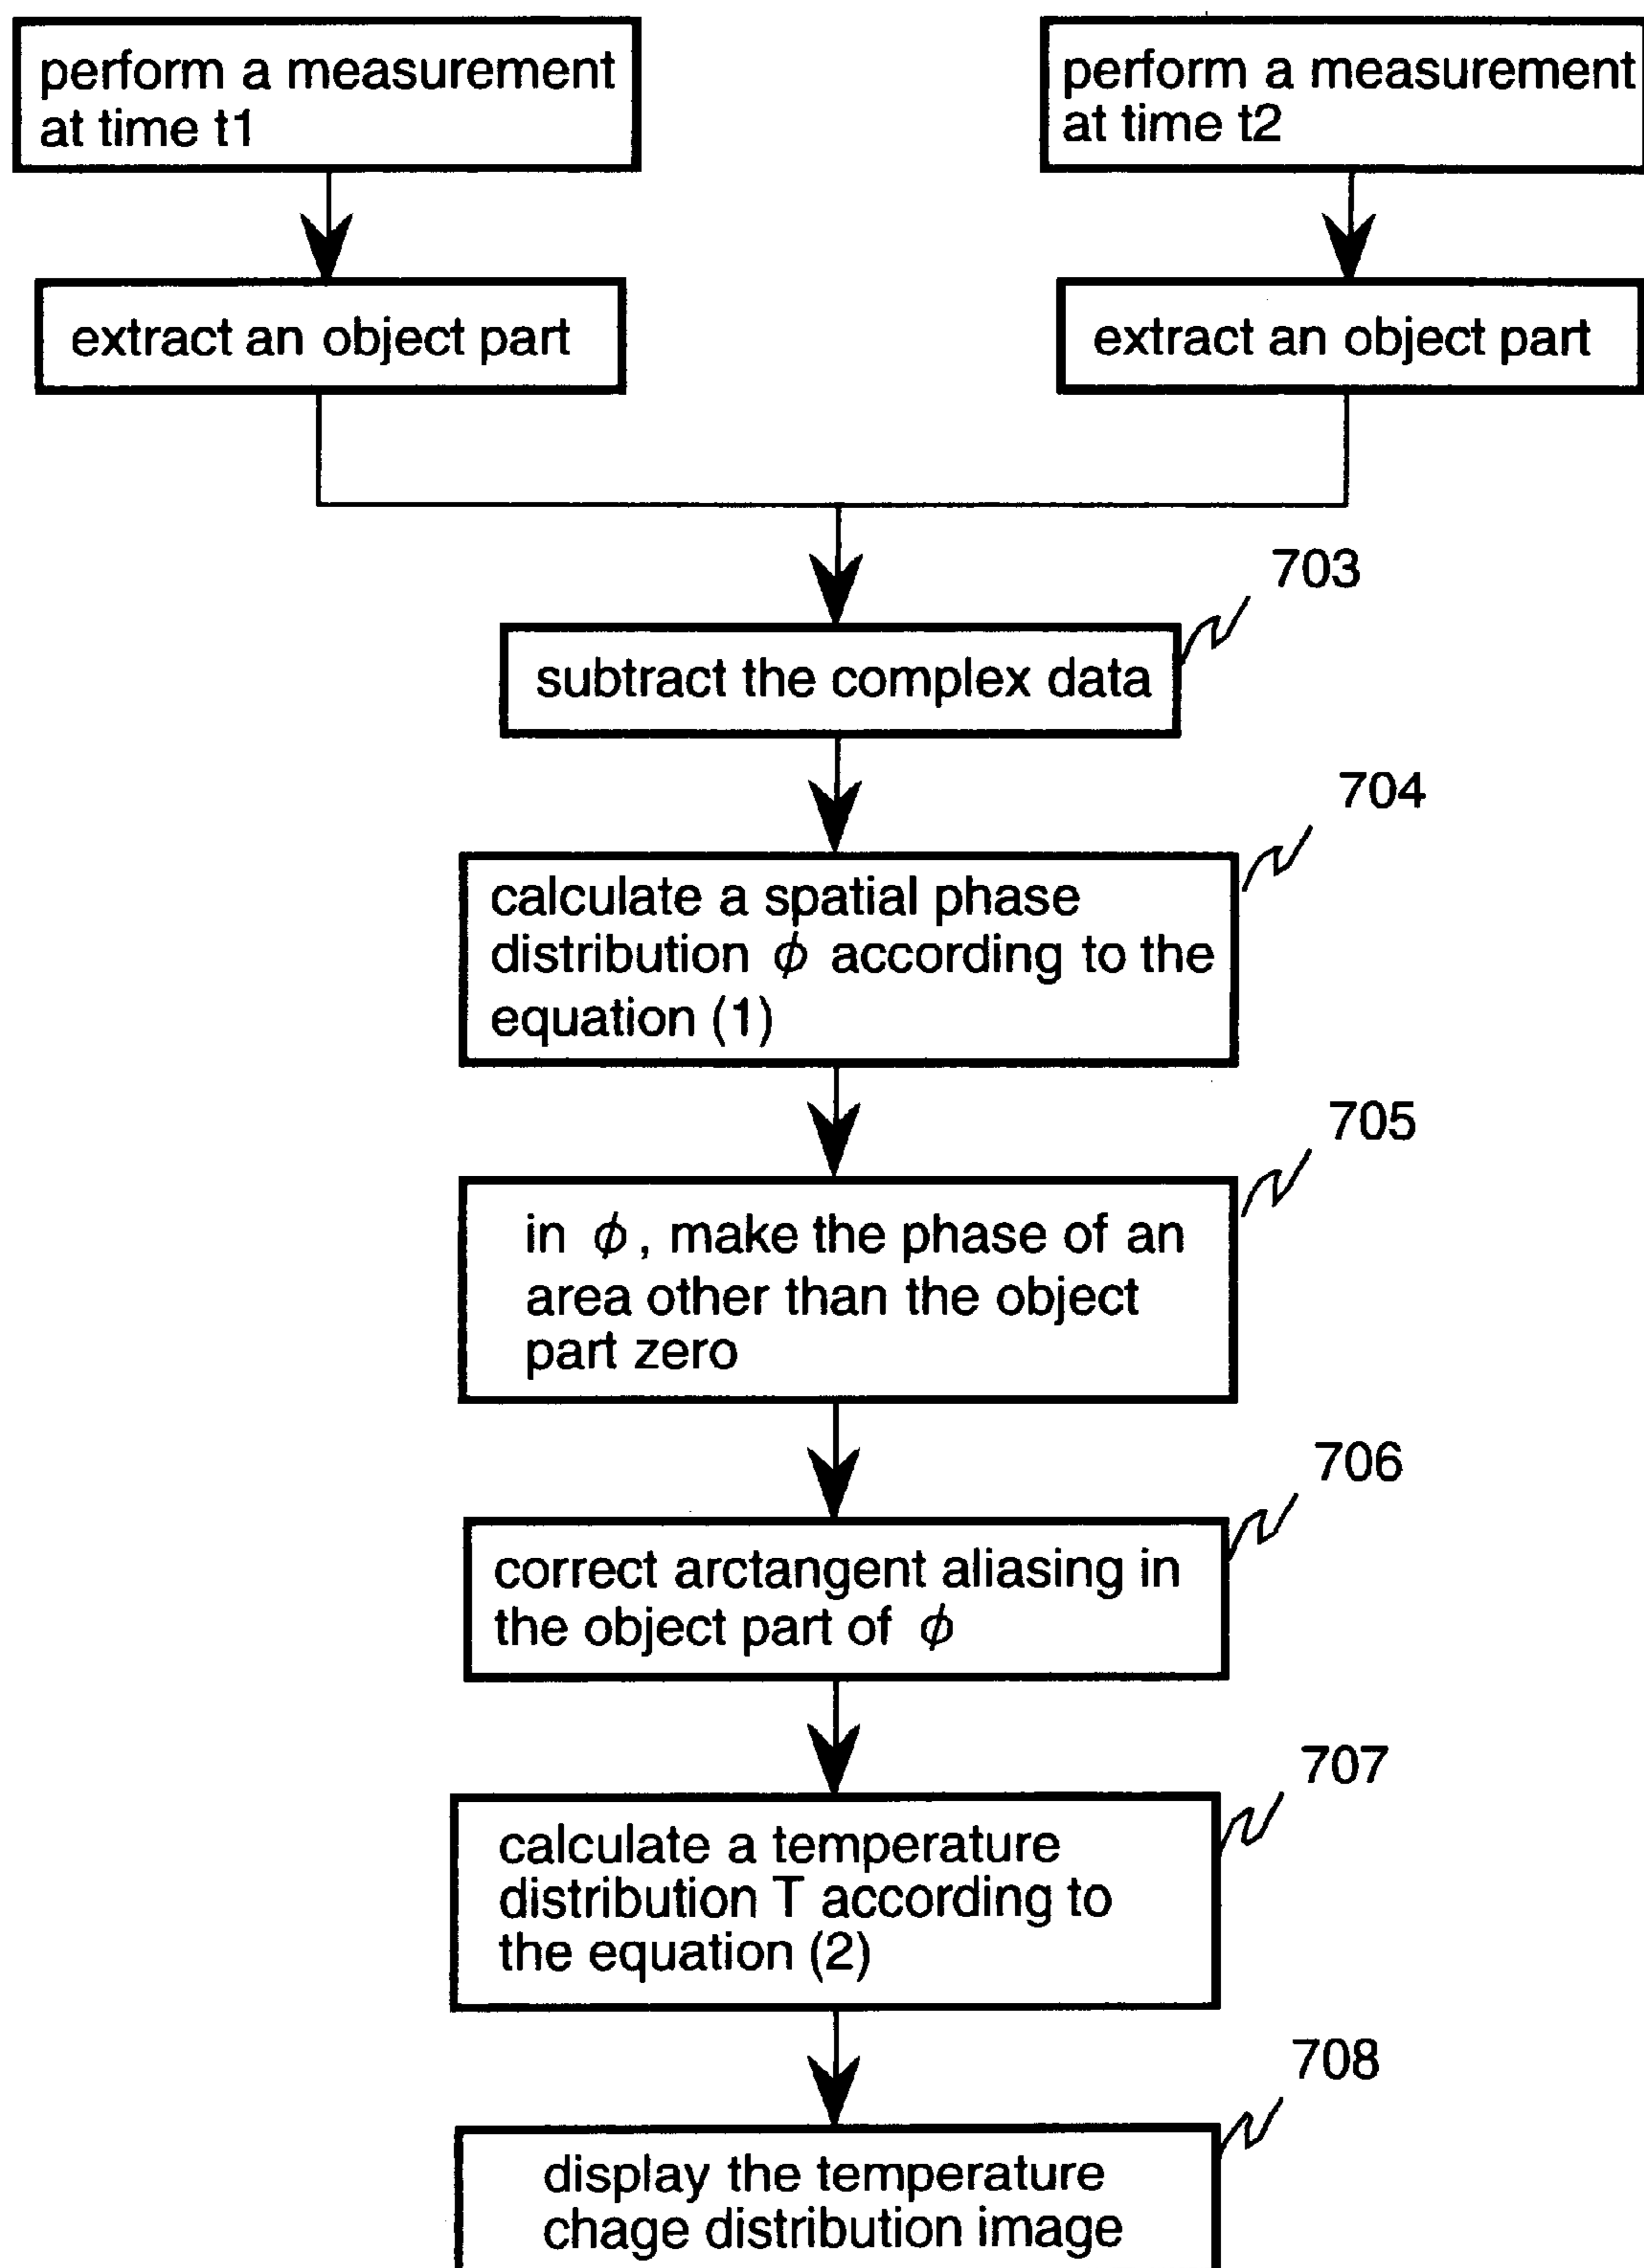 perform a measurement
at time t1
perform a measurement
at time t2
extract an object part
extract an object part
703
subtract the complex data
704
calculate a spatial phase
distribution ϕ according to the
equation (1)
705
in ϕ, make the phase of an
area other than the object
part zero
706
correct arctangent aliasing in
the object part of ϕ
707
calculate a temperature
distribution T according to
the equation (2)
708
display the temperature
chage distribution image